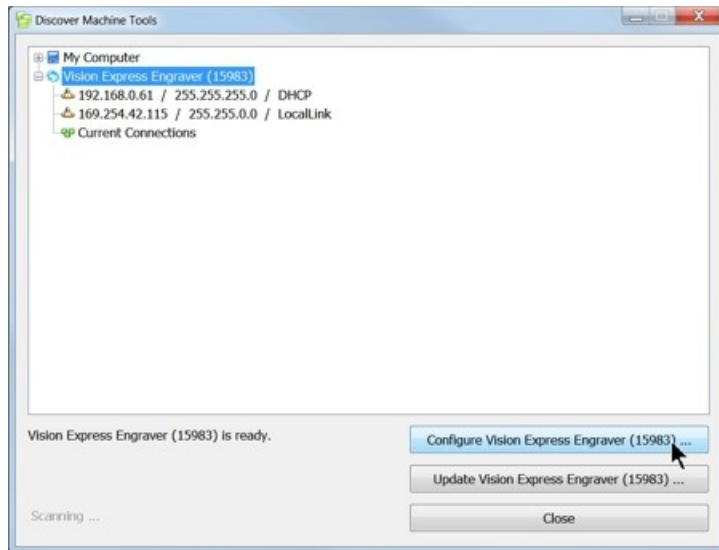 Discover Machine Tools
My Computer
Vision Express Engraver (15983)
192.168.0.61 / 255.255.255.0 / DHCP
169.254.42.115 / 255.255.0.0 / LocalLink
Current Connections
Vision Express Engraver (15983) is ready.
Configure Vision Express Engraver (15983) ...
Update Vision Express Engraver (15983) ...
Scanning ...
Close